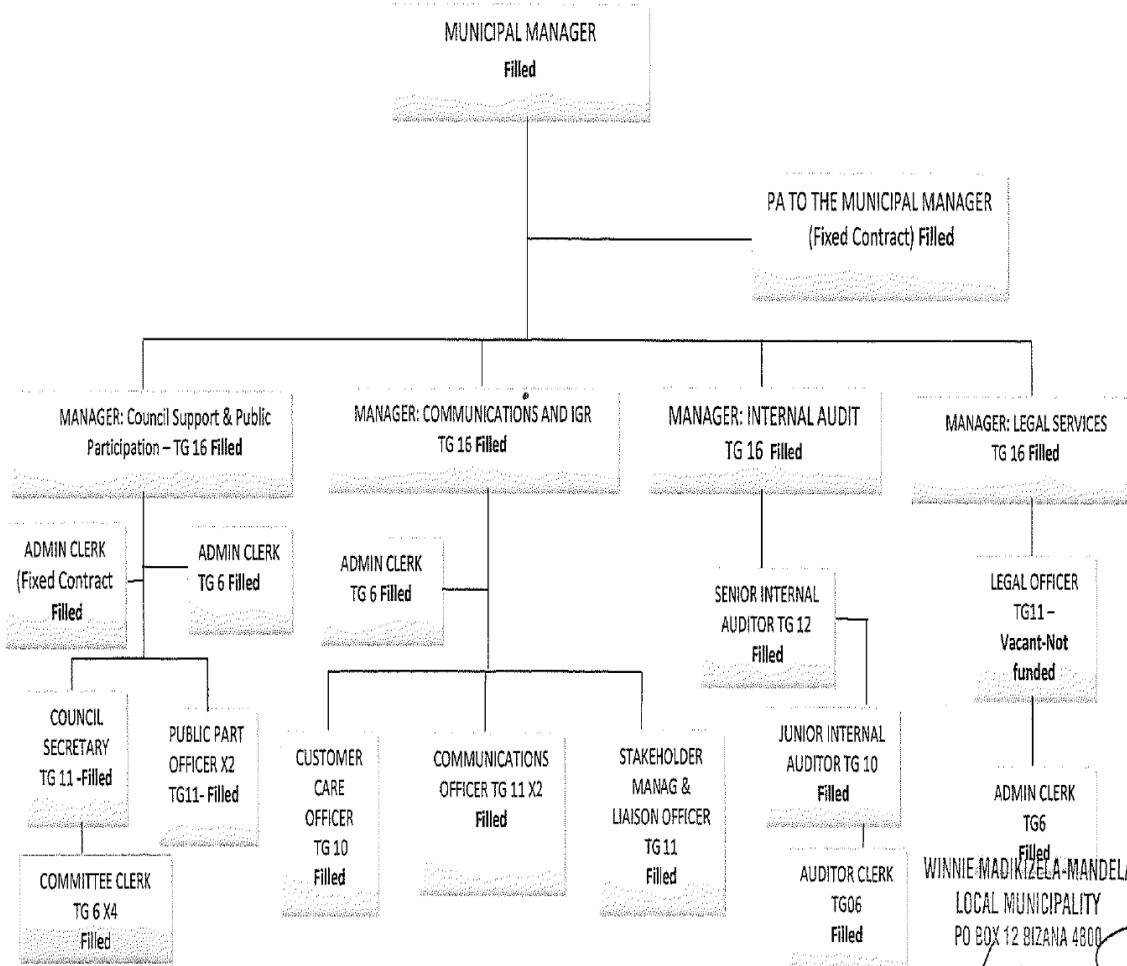 MUNICIPAL MANAGER
Filled
PA TO THE MUNICIPAL MANAGER
(Fixed Contract) Filled
MANAGER: Council Support & Public
Participation – TG 16 Filled
MANAGER: COMMUNICATIONS AND IGR
TG 16 Filled
MANAGER: INTERNAL AUDIT
TG 16 Filled
MANAGER: LEGAL SERVICES
TG 16 Filled
ADMIN CLERK
(Fixed Contract
Filled
ADMIN CLERK
TG 6 Filled
ADMIN CLERK
TG 6 Filled
SENIOR INTERNAL
AUDITOR TG 12
Filled
LEGAL OFFICER
TG11 –
Vacant-Not
funded
COUNCIL
SECRETARY
TG 11 -Filled
PUBLIC PART
OFFICER X2
TG11- Filled
CUSTOMER
CARE
OFFICER
TG 10
Filled
COMMUNICATIONS
OFFICER TG 11 X2
Filled
STAKEHOLDER
MANAG &
LIAISON OFFICER
TG 11
Filled
JUNIOR INTERNAL
AUDITOR TG 10
Filled
ADMIN CLERK
TG6
Filled
COMMITTEE CLERK
TG 6 X4
Filled
AUDITOR CLERK
TG06
Filled
WINNIE MADIKIZELA-MANDELA
LOCAL MUNICIPALITY
PO BOX 12 BIZANA 4800